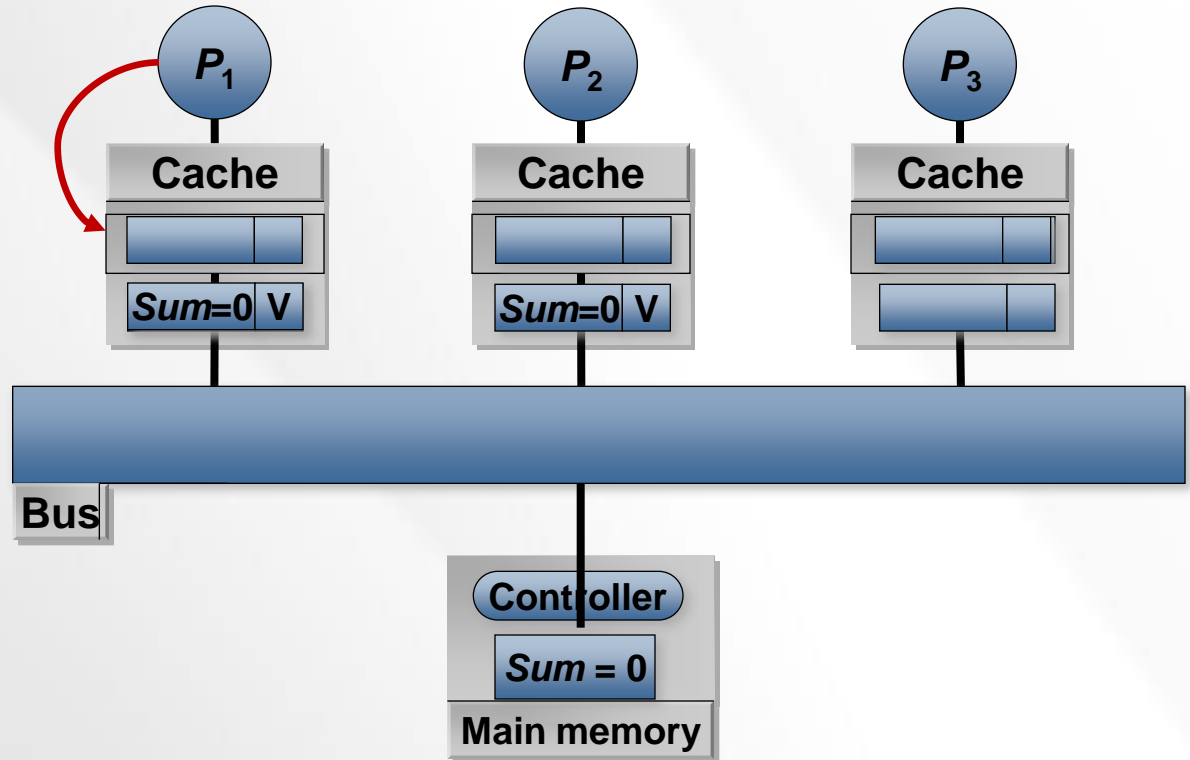 P1 P2 P3
Cache Cache Cache
Sum=0 V Sum=0 V
Bus
Controller
Sum = 0
Main memory